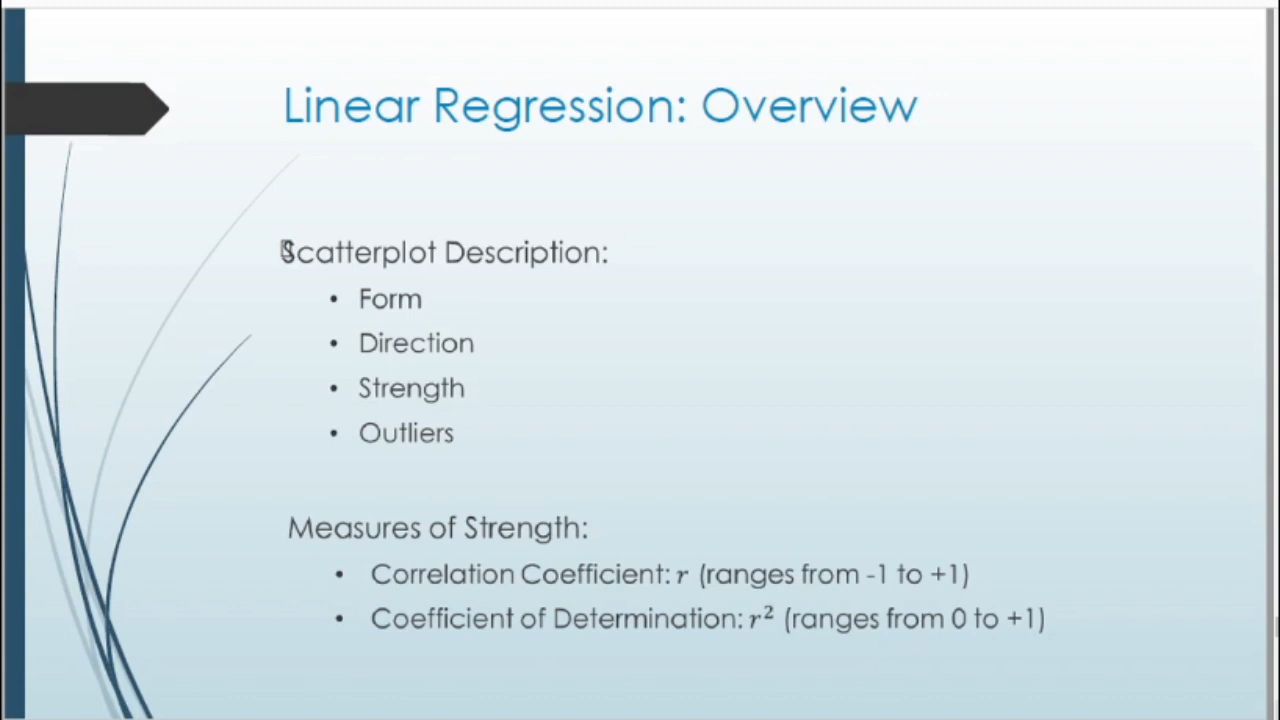 Linear Regression: Overview
Scatterplot Description:
• Form
• Direction
• Strength
• Outliers
Measures of Strength:
• Correlation Coefficient: r (ranges from -1 to +1)
• Coefficient of Determination: r² (ranges from 0 to +1)